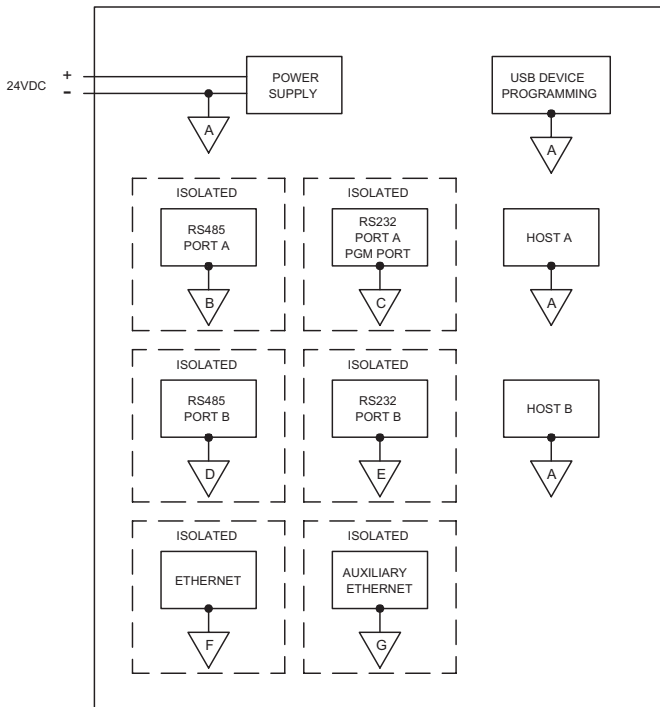 24VDC
+
-
POWER
SUPPLY
A
USB DEVICE
PROGRAMMING
A
ISOLATED
RS485
PORT A
B
ISOLATED
RS232
PORT A
PGM PORT
C
HOST A
A
ISOLATED
RS485
PORT B
D
ISOLATED
RS232
PORT B
E
HOST B
A
ISOLATED
ETHERNET
F
ISOLATED
AUXILIARY
ETHERNET
G